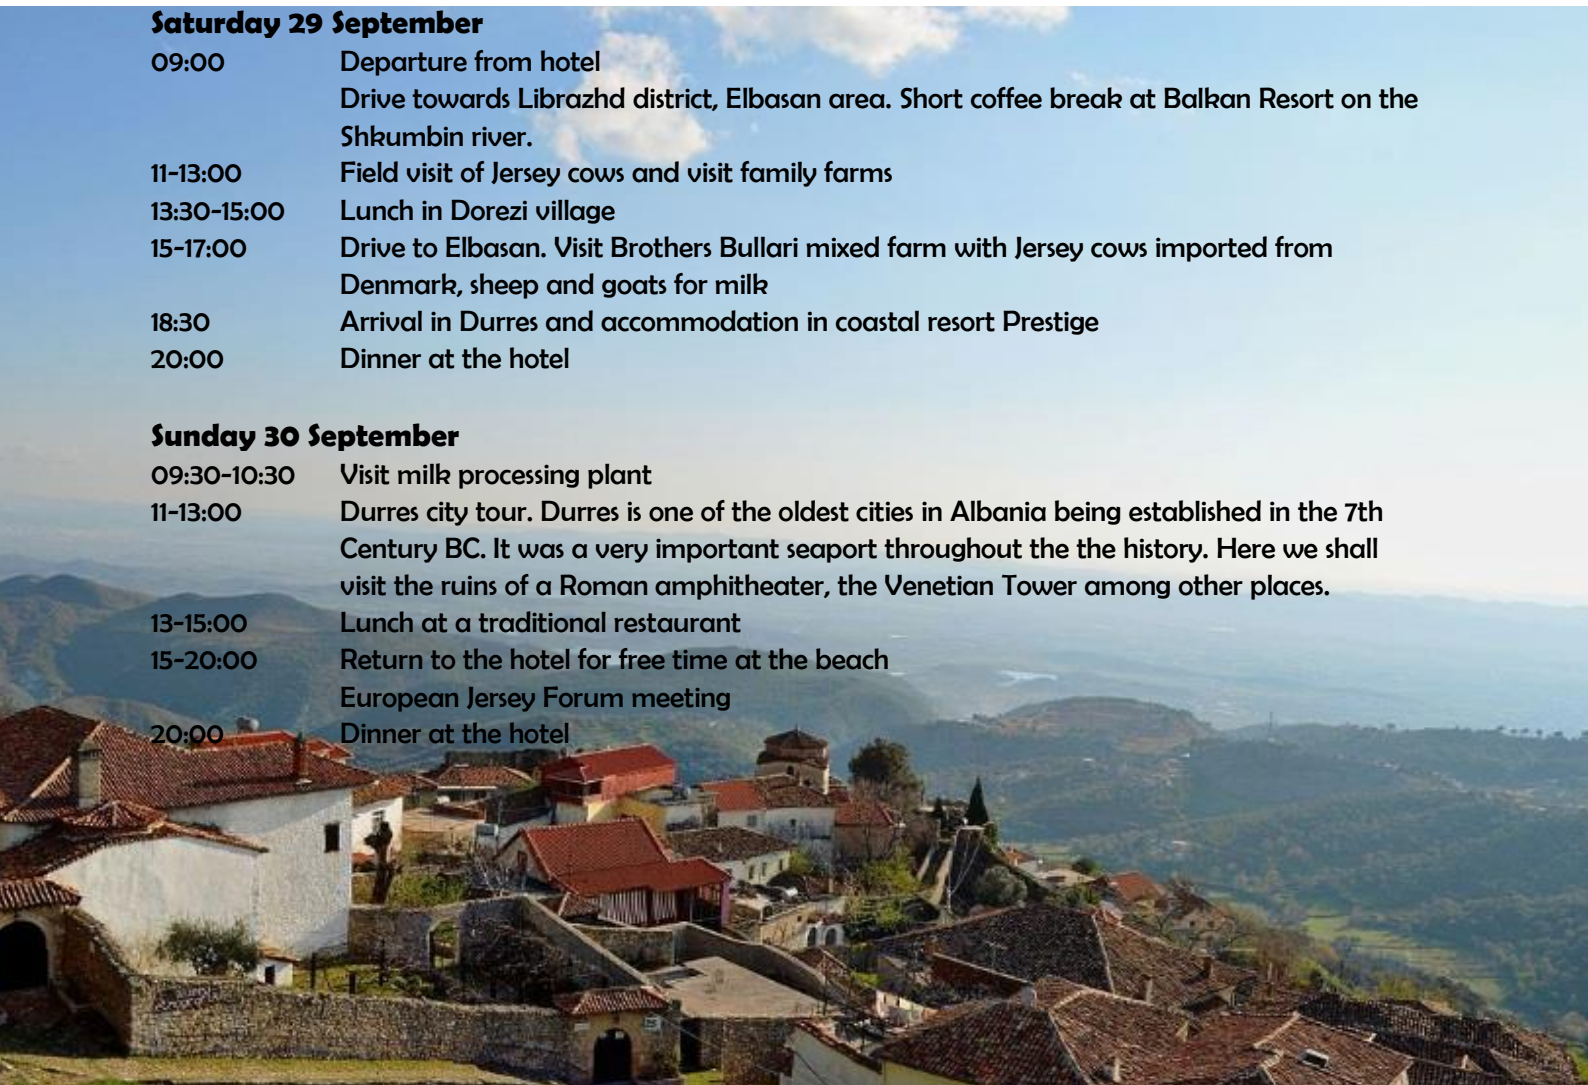 Saturday 29 September
09:00 Departure from hotel
Drive towards Librazhd district, Elbasan area. Short coffee break at Balkan Resort on the
Shkumbin river.
11-13:00 Field visit of Jersey cows and visit family farms
13:30-15:00 Lunch in Dorezi village
15-17:00 Drive to Elbasan. Visit Brothers Bullari mixed farm with Jersey cows imported from
Denmark, sheep and goats for milk
18:30 Arrival in Durres and accommodation in coastal resort Prestige
20:00 Dinner at the hotel
Sunday 30 September
09:30-10:30 Visit milk processing plant
11-13:00 Durres city tour. Durres is one of the oldest cities in Albania being established in the 7th
Century BC. It was a very important seaport throughout the the history. Here we shall
visit the ruins of a Roman amphitheater, the Venetian Tower among other places.
13-15:00 Lunch at a traditional restaurant
15-20:00 Return to the hotel for free time at the beach
European Jersey Forum meeting
20:00 Dinner at the hotel